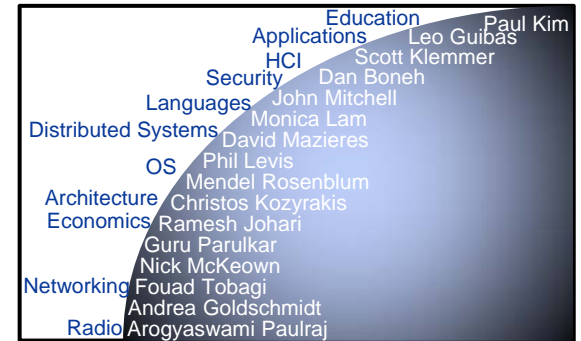 Education Paul Kim
Applications Leo Guibas
HCI Scott Klemmer
Security Dan Boneh
Languages John Mitchell
Monica Lam
Distributed Systems David Mazieres
OS Phil Levis
Mendel Rosenblum
Architecture Christos Kozyrakis
Economics Ramesh Johari
Guru Parulkar
Nick McKeown
Networking Fouad Tobagi
Andrea Goldschmidt
Radio Arogyaswami Paulraj